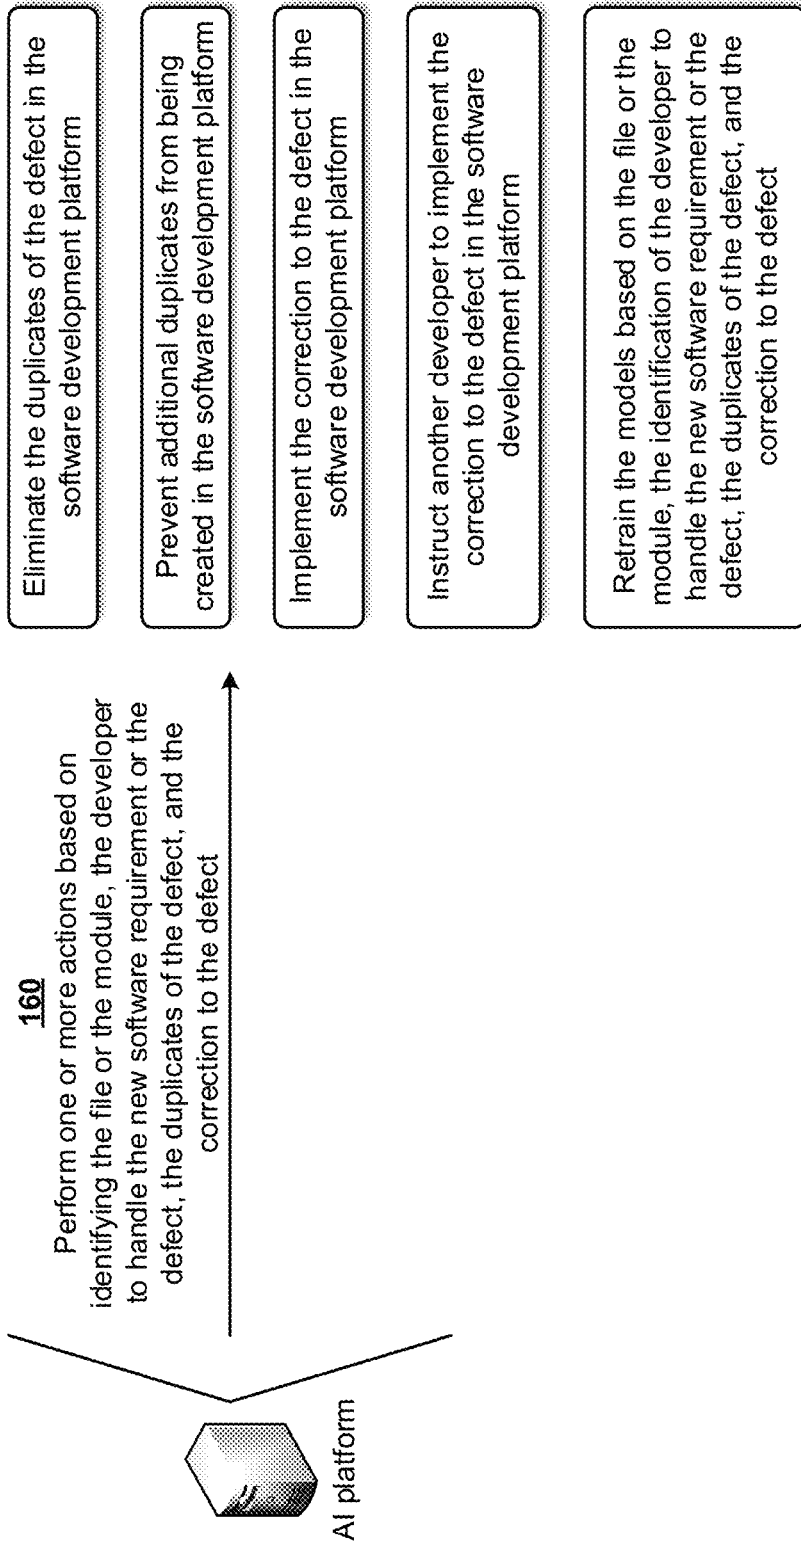 AI platform
160
Perform one or more actions based on
identifying the file or the module, the developer
to handle the new software requirement or the
defect, the duplicates of the defect, and the
correction to the defect
Eliminate the duplicates of the defect in the
software development platform
Prevent additional duplicates from being
created in the software development platform
Implement the correction to the defect in the
software development platform
Instruct another developer to implement the
correction to the defect in the software
development platform
Retrain the models based on the file or the
module, the identification of the developer to
handle the new software requirement or the
defect, the duplicates of the defect, and the
correction to the defect